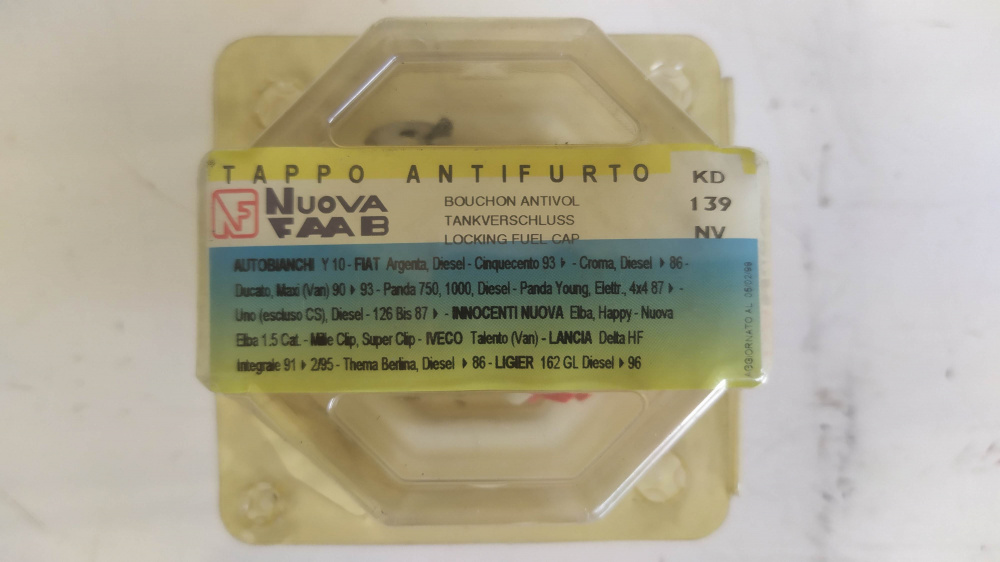 TAPPO ANTIFURTO
KD
139
NV
NF
NUOVA
FAAB
BOUCHON ANTIVOL
TANKVERSCHLUSS
LOCKING FUEL CAP
AUTOBIANCHI Y 10 - FIAT Argenta, Diesel - Cinquecento 93 ▸ - Croma, Diesel ▸ 86 -
Ducato, Maxi (Van) 90 ▸ 93 - Panda 750, 1000, Diesel - Panda Young, Elettr., 4x4 87 ▸ -
Uno (escluso CS), Diesel - 126 Bis 87 ▸ - INNOCENTI NUOVA Elba, Happy - Nuova
Elba 1.5 Cat. - Mille Clip, Super Clip - IVECO Talento (Van) - LANCIA Delta HF
Integrale 91 ▸ 2/95 - Thema Berlina, Diesel ▸ 86 - LIGIER 162 GL Diesel ▸ 96
AGGIORNATO AL